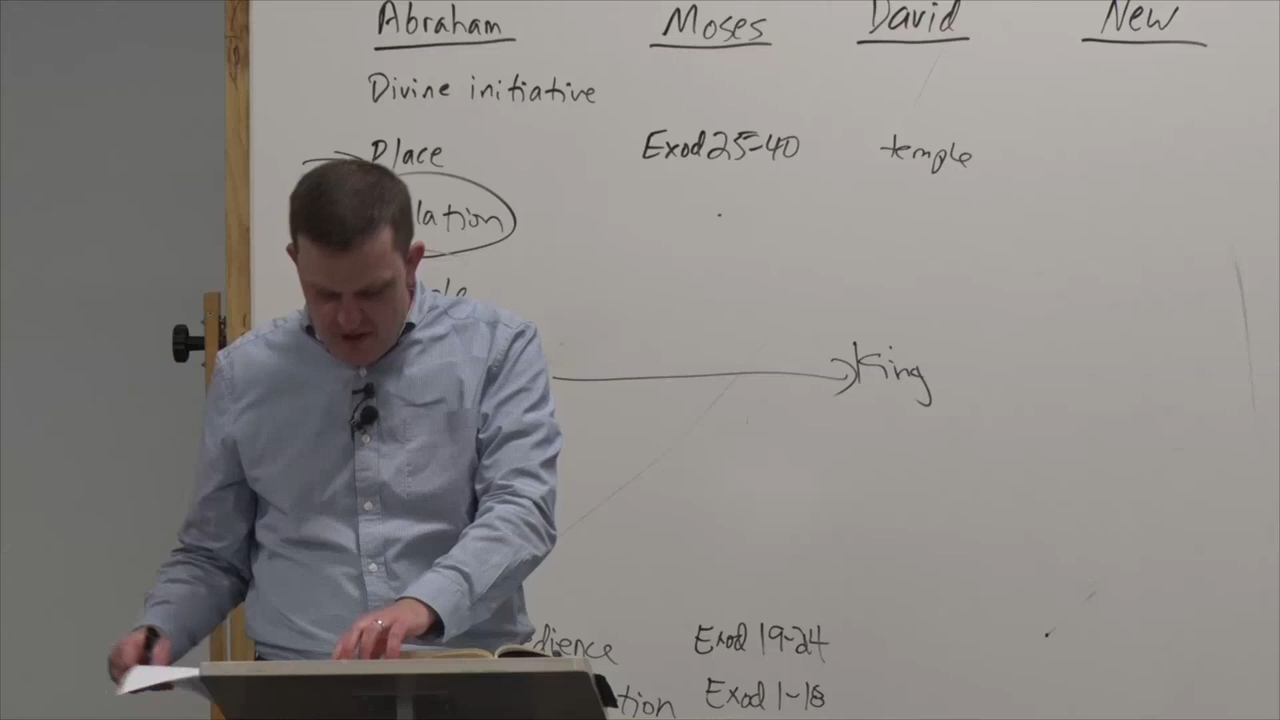 Abraham Moses David New
Divine initiative
Place Exod 25-40 temple
lation
King
dience Exod 19-24
tion Exod 1-18